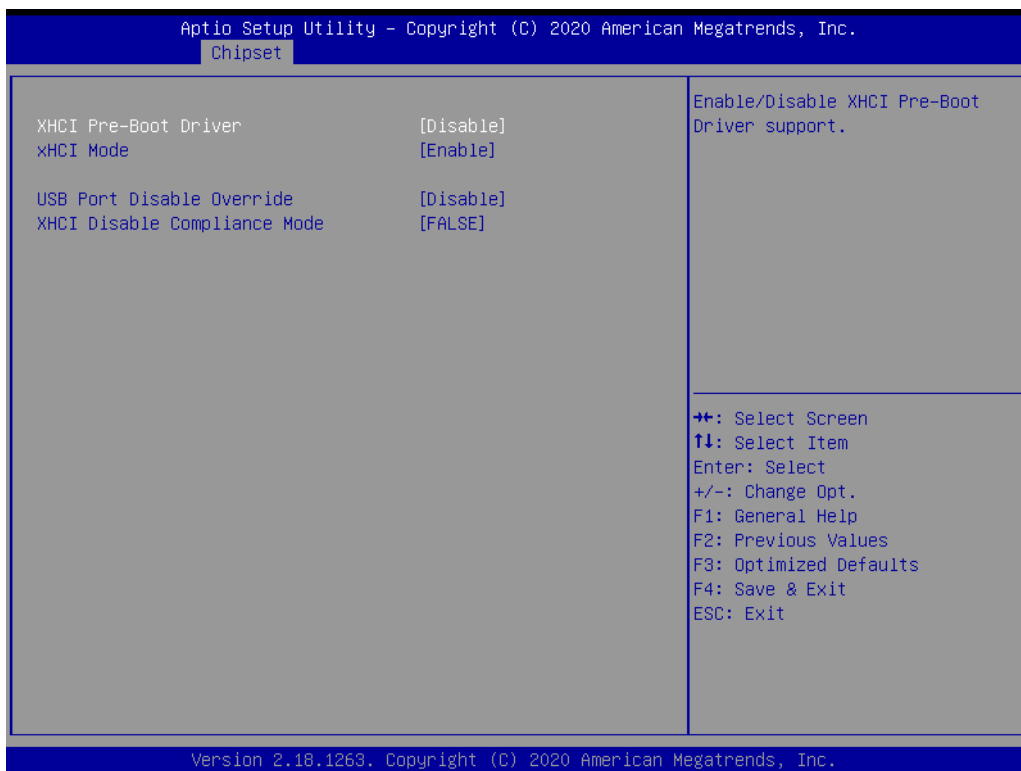 Aptio Setup Utility – Copyright (C) 2020 American Megatrends, Inc.
Chipset
XHCI Pre-Boot Driver [Disable]
xHCI Mode [Enable]
USB Port Disable Override [Disable]
XHCI Disable Compliance Mode [FALSE]
Enable/Disable XHCI Pre-Boot
Driver support.
→←: Select Screen
↑↓: Select Item
Enter: Select
+/-: Change Opt.
F1: General Help
F2: Previous Values
F3: Optimized Defaults
F4: Save & Exit
ESC: Exit
Version 2.18.1263. Copyright (C) 2020 American Megatrends, Inc.